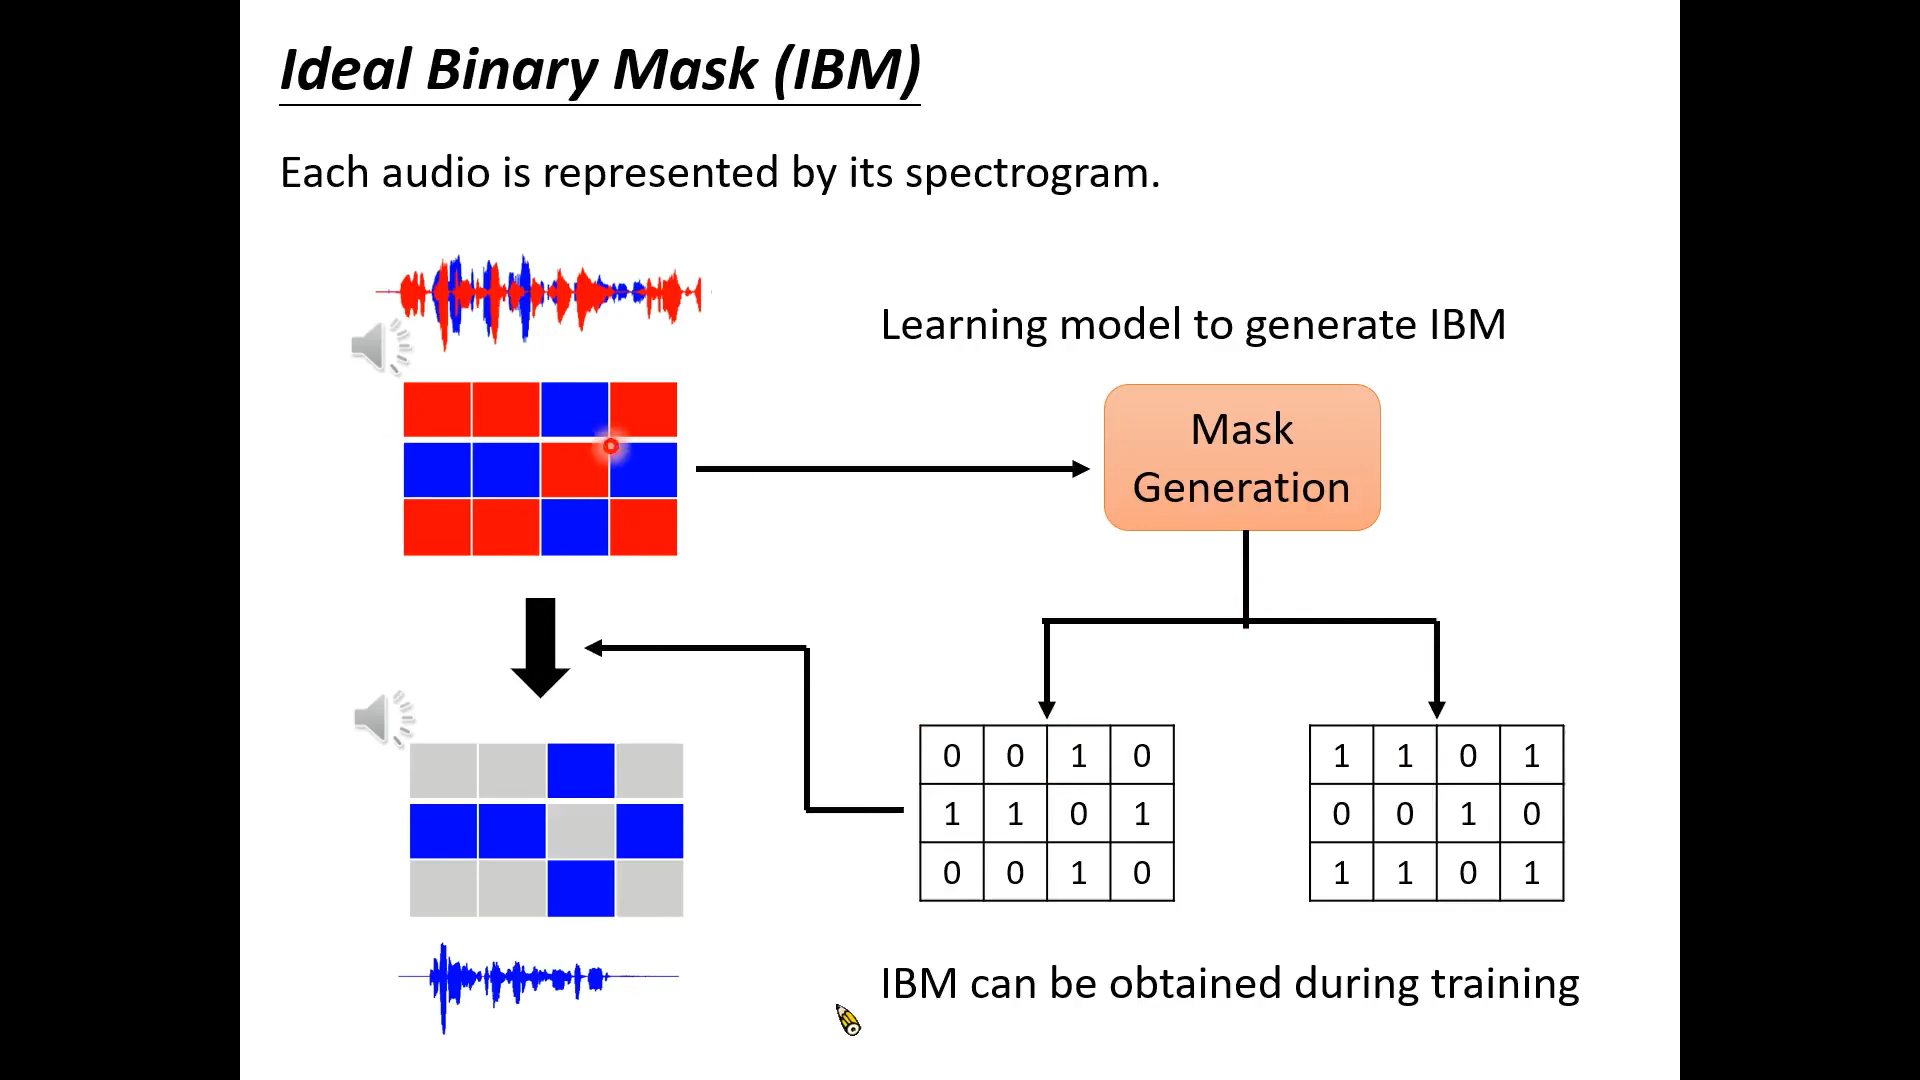 Ideal Binary Mask (IBM)
Each audio is represented by its spectrogram.
Learning model to generate IBM
Mask
Generation
0 0 1 0
1 1 0 1
0 0 1 0
1 1 0 1
0 0 1 0
1 1 0 1
IBM can be obtained during training